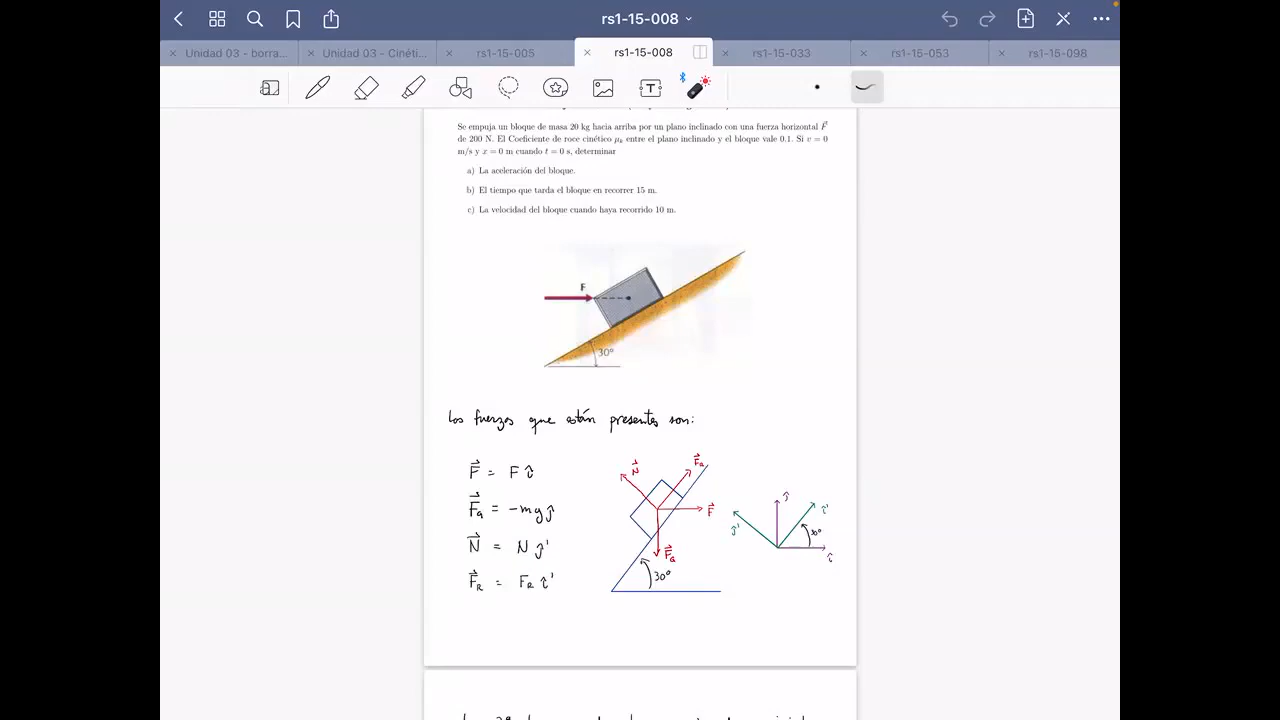 rs1-15-008
Unidad 03 - borra...
Unidad 03 - Cinéti...
rs1-15-005
rs1-15-008
rs1-15-033
rs1-15-053
rs1-15-098
T
Se empuja un bloque de masa 20 kg hacia arriba por un plano inclinado con una fuerza horizontal F⃗
de 200 N. El Coeficiente de roce cinético μk entre el plano inclinado y el bloque vale 0.1. Si v = 0
m/s y x = 0 m cuando t = 0 s, determinar
a) La aceleración del bloque.
b) El tiempo que tarda el bloque en recorrer 15 m.
c) La velocidad del bloque cuando haya recorrido 10 m.
F
30°
Las fuerzas que están presentes son:
F⃗ = F î
F⃗G = -mg ĵ
N⃗ = N ĵ'
F⃗R = FR î'
N⃗
F⃗R
F⃗
F⃗G
30°
ĵ
î'
ĵ'
30°
î